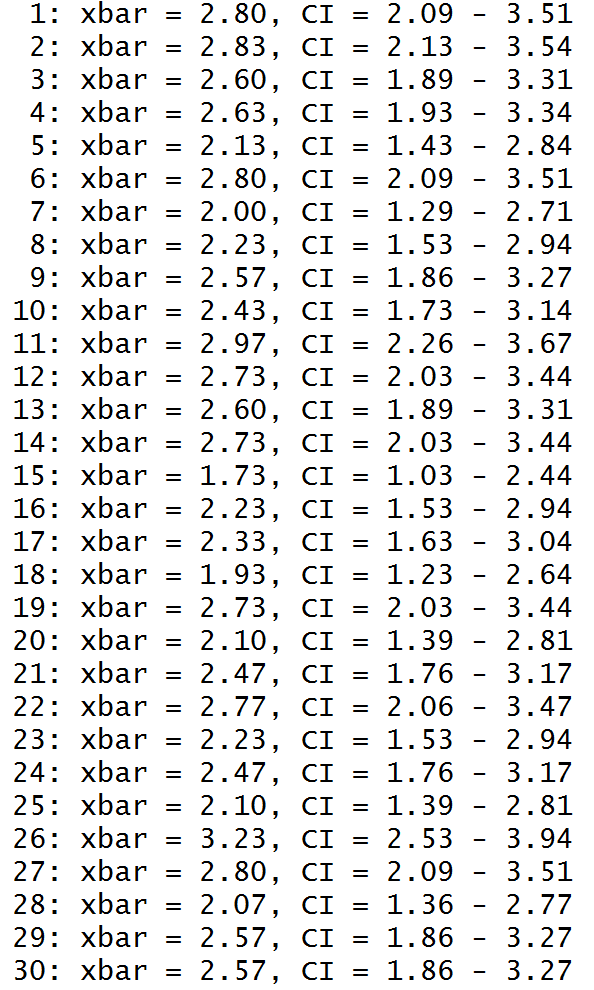 1: xbar = 2.80, CI = 2.09 - 3.51
2: xbar = 2.83, CI = 2.13 - 3.54
3: xbar = 2.60, CI = 1.89 - 3.31
4: xbar = 2.63, CI = 1.93 - 3.34
5: xbar = 2.13, CI = 1.43 - 2.84
6: xbar = 2.80, CI = 2.09 - 3.51
7: xbar = 2.00, CI = 1.29 - 2.71
8: xbar = 2.23, CI = 1.53 - 2.94
9: xbar = 2.57, CI = 1.86 - 3.27
10: xbar = 2.43, CI = 1.73 - 3.14
11: xbar = 2.97, CI = 2.26 - 3.67
12: xbar = 2.73, CI = 2.03 - 3.44
13: xbar = 2.60, CI = 1.89 - 3.31
14: xbar = 2.73, CI = 2.03 - 3.44
15: xbar = 1.73, CI = 1.03 - 2.44
16: xbar = 2.23, CI = 1.53 - 2.94
17: xbar = 2.33, CI = 1.63 - 3.04
18: xbar = 1.93, CI = 1.23 - 2.64
19: xbar = 2.73, CI = 2.03 - 3.44
20: xbar = 2.10, CI = 1.39 - 2.81
21: xbar = 2.47, CI = 1.76 - 3.17
22: xbar = 2.77, CI = 2.06 - 3.47
23: xbar = 2.23, CI = 1.53 - 2.94
24: xbar = 2.47, CI = 1.76 - 3.17
25: xbar = 2.10, CI = 1.39 - 2.81
26: xbar = 3.23, CI = 2.53 - 3.94
27: xbar = 2.80, CI = 2.09 - 3.51
28: xbar = 2.07, CI = 1.36 - 2.77
29: xbar = 2.57, CI = 1.86 - 3.27
30: xbar = 2.57, CI = 1.86 - 3.27